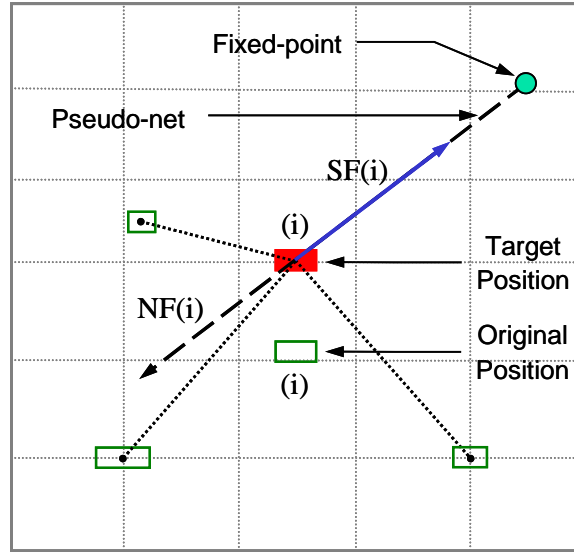 Fixed-point
Pseudo-net
SF(i)
(i)
Target
Position
NF(i)
Original
Position
(i)